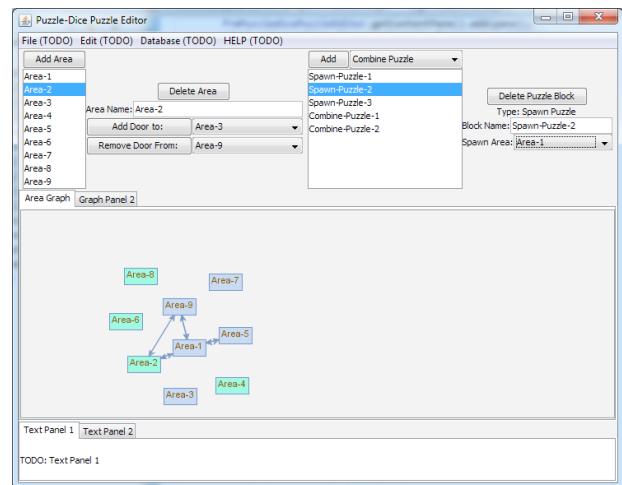 Puzzle-Dice Puzzle Editor
File (TODO) Edit (TODO) Database (TODO) HELP (TODO)
Add Area
Area-1
Area-2
Area-3
Area-4
Area-5
Area-6
Area-7
Area-8
Area-9
Delete Area
Area Name: Area-2
Add Door to: Area-3
Remove Door From: Area-9
Add Combine Puzzle
Spawn-Puzzle-1
Spawn-Puzzle-2
Spawn-Puzzle-3
Combine-Puzzle-1
Combine-Puzzle-2
Delete Puzzle Block
Type: Spawn Puzzle
Block Name: Spawn-Puzzle-2
Spawn Area: Area-1
Area Graph Graph Panel 2
Area-8
Area-7
Area-9
Area-6
Area-5
Area-1
Area-2
Area-4
Area-3
Text Panel 1 Text Panel 2
TODO: Text Panel 1